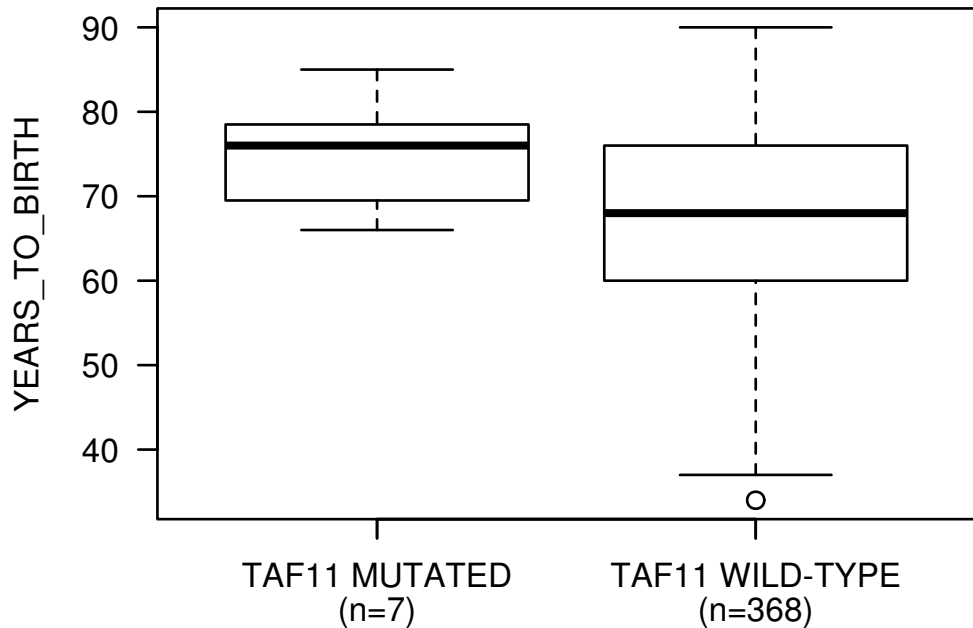 YEARS_TO_BIRTH
90
80
70
60
50
40
TAF11 MUTATED
(n=7)
TAF11 WILD-TYPE
(n=368)